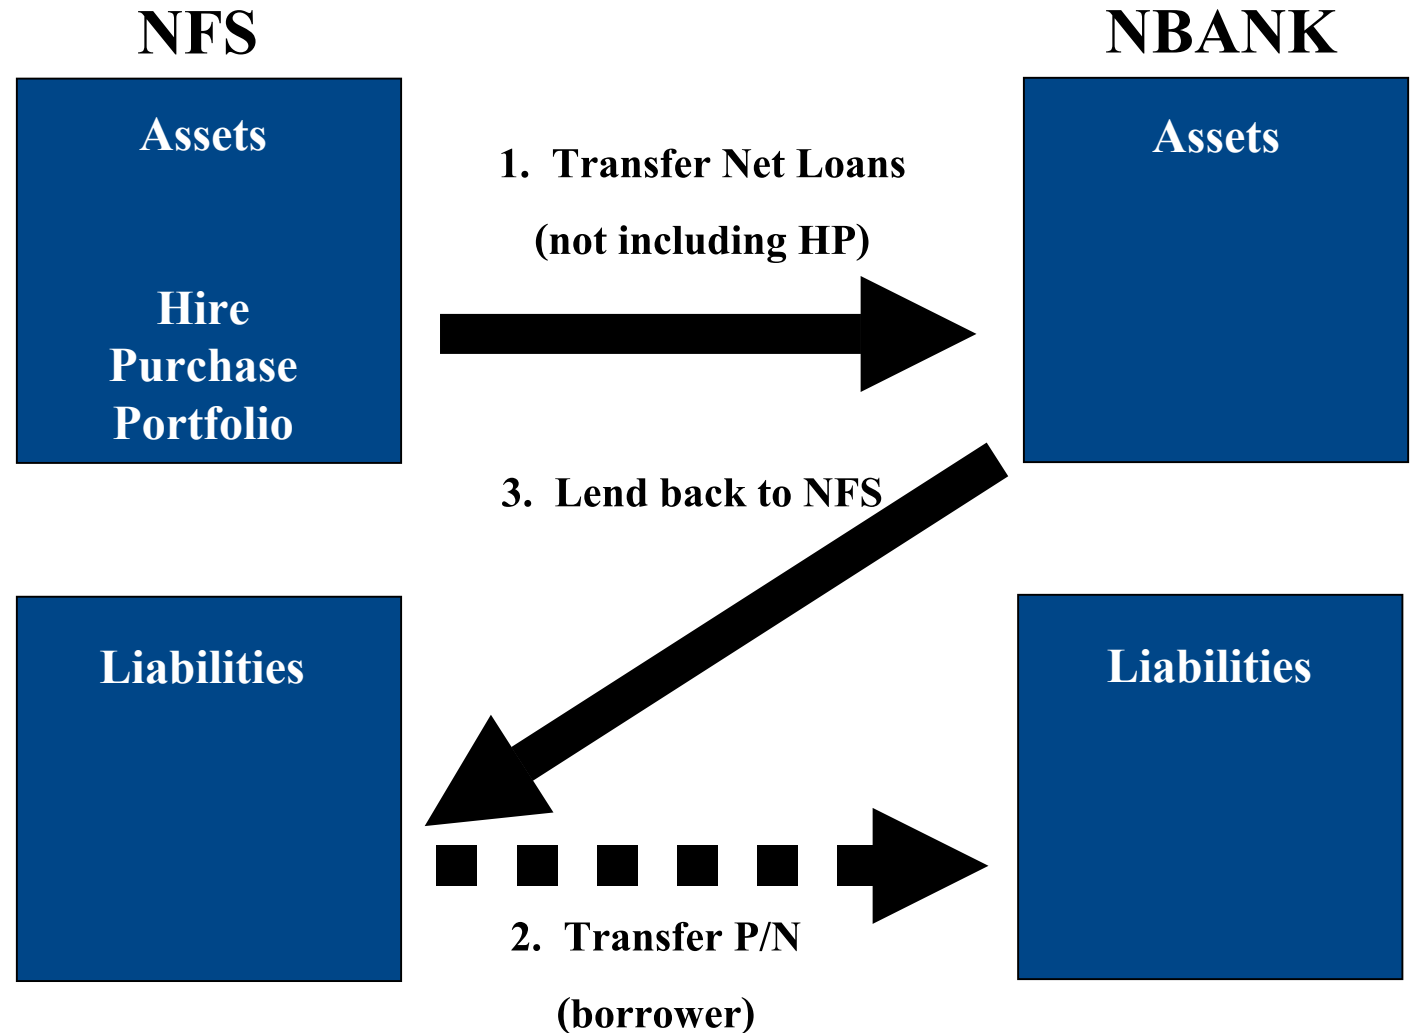 NFS
NBANK
Assets
Assets
1. Transfer Net Loans
(not including HP)
Hire
Purchase
Portfolio
3. Lend back to NFS
Liabilities
Liabilities
2. Transfer P/N
(borrower)